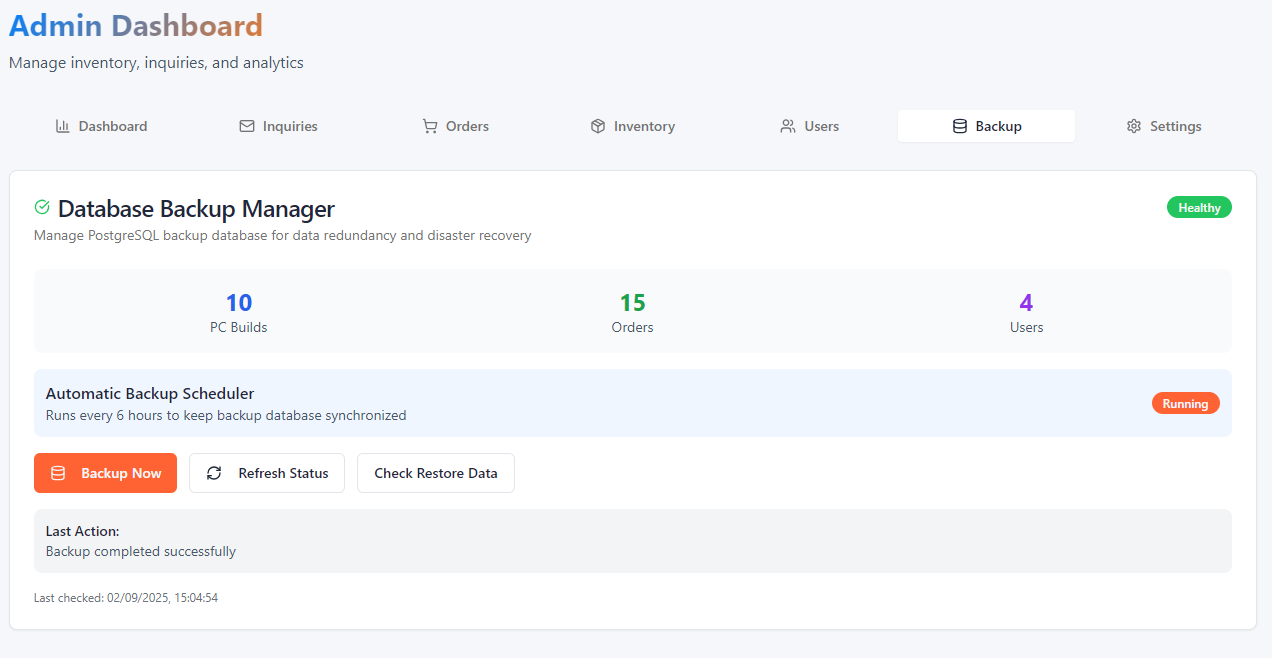 Admin Dashboard
Manage inventory, inquiries, and analytics
Dashboard Inquiries Orders Inventory Users Backup Settings
Database Backup Manager Healthy
Manage PostgreSQL backup database for data redundancy and disaster recovery
10 15 4
PC Builds Orders Users
Automatic Backup Scheduler
Runs every 6 hours to keep backup database synchronized
Running
Backup Now Refresh Status Check Restore Data
Last Action:
Backup completed successfully
Last checked: 02/09/2025, 15:04:54